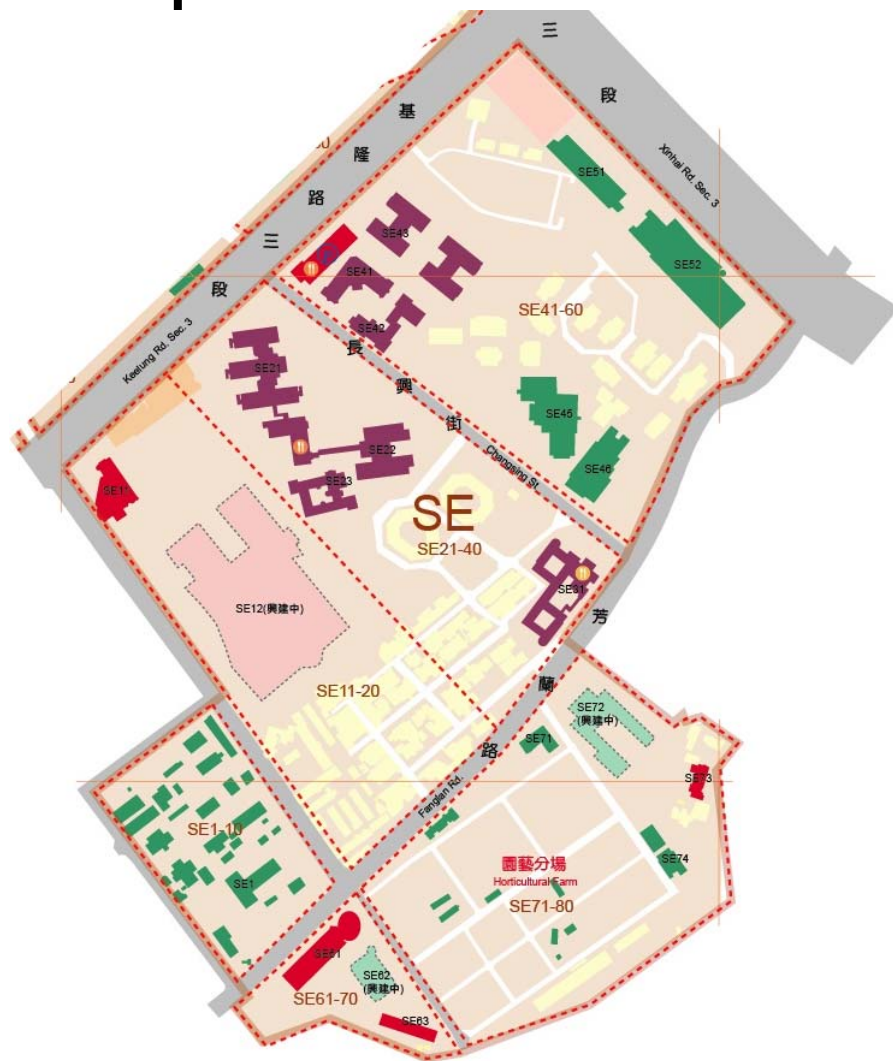 三
段
Xinhai Rd. Sec. 3
基
隆
路
三
段
Keelung Rd. Sec. 3
SE51
SE52
SE43
SE41
SE42
SE41-60
長
興
街
Changsing St.
SE45
SE46
SE21
SE22
SE23
SE
SE21-40
SE31
SE11
SE12(興建中)
SE11-20
芳
蘭
路
Fanglan Rd.
SE72
(興建中)
SE71
SE73
SE74
SE1-10
SE1
園藝分場
Horticultural Farm
SE71-80
SE61
SE62
(興建中)
SE61-70
SE63